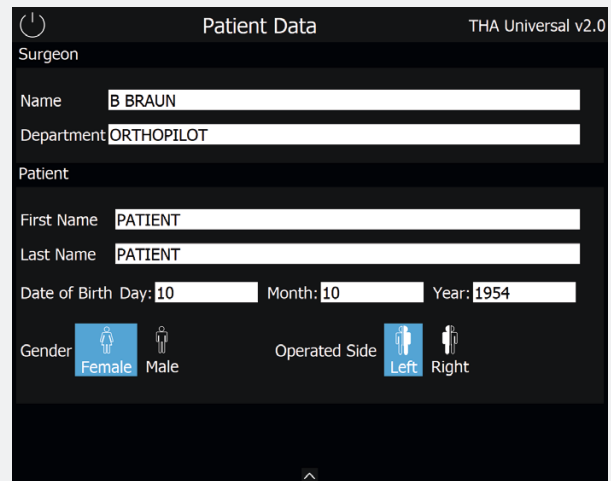 Patient Data THA Universal v2.0
Surgeon
Name B BRAUN
Department ORTHOPILOT
Patient
First Name PATIENT
Last Name PATIENT
Date of Birth Day: 10 Month: 10 Year: 1954
Gender Female Male Operated Side Left Right